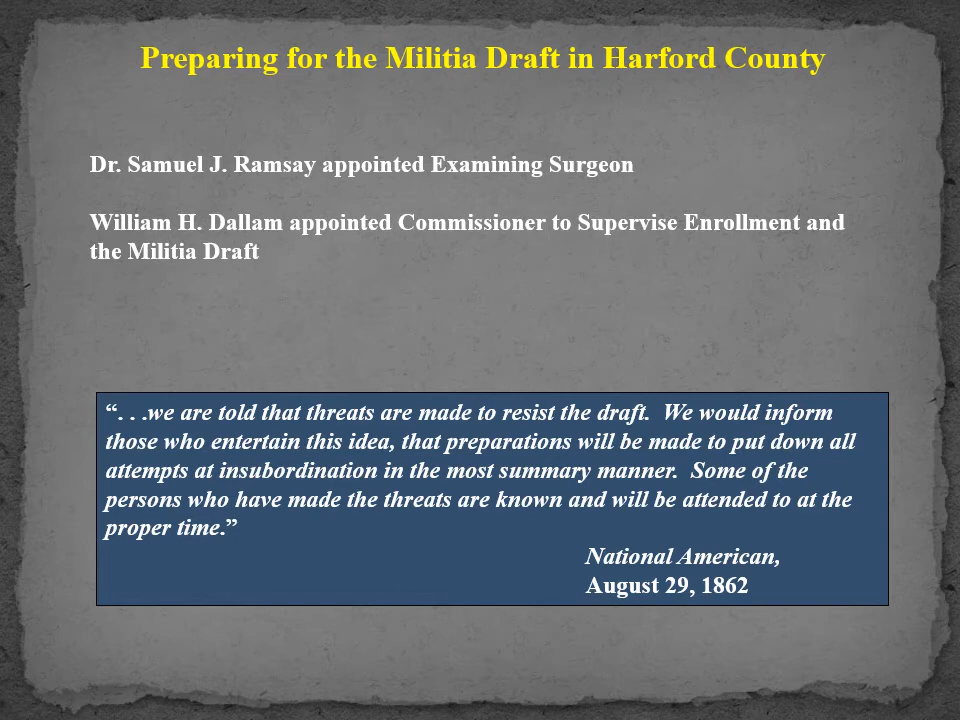 Preparing for the Militia Draft in Harford County
Dr. Samuel J. Ramsay appointed Examining Surgeon
William H. Dallam appointed Commissioner to Supervise Enrollment and
the Militia Draft
“. . .we are told that threats are made to resist the draft.  We would inform
those who entertain this idea, that preparations will be made to put down all
attempts at insubordination in the most summary manner.  Some of the
persons who have made the threats are known and will be attended to at the
proper time.”
National American,
August 29, 1862